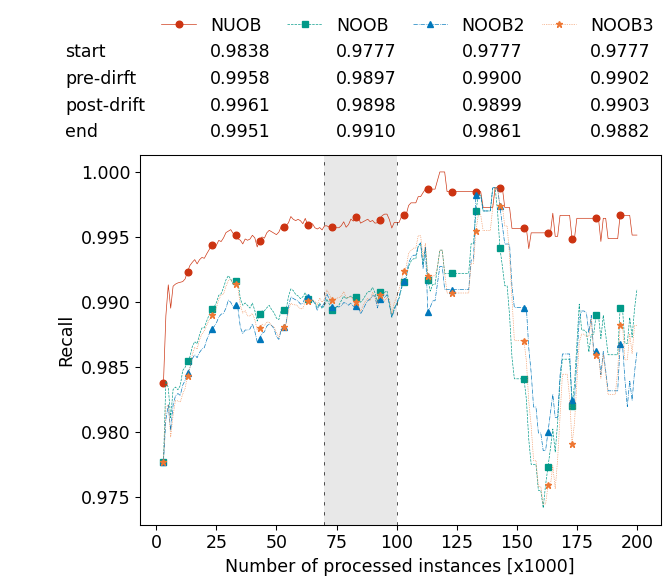 NUOB NOOB NOOB2 NOOB3
start 0.9838 0.9777 0.9777 0.9777
pre-dirft 0.9958 0.9897 0.9900 0.9902
post-drift 0.9961 0.9898 0.9899 0.9903
end 0.9951 0.9910 0.9861 0.9882
1.000
0.995
0.990
0.985
0.980
0.975
Recall
0 25 50 75 100 125 150 175 200
Number of processed instances [x1000]